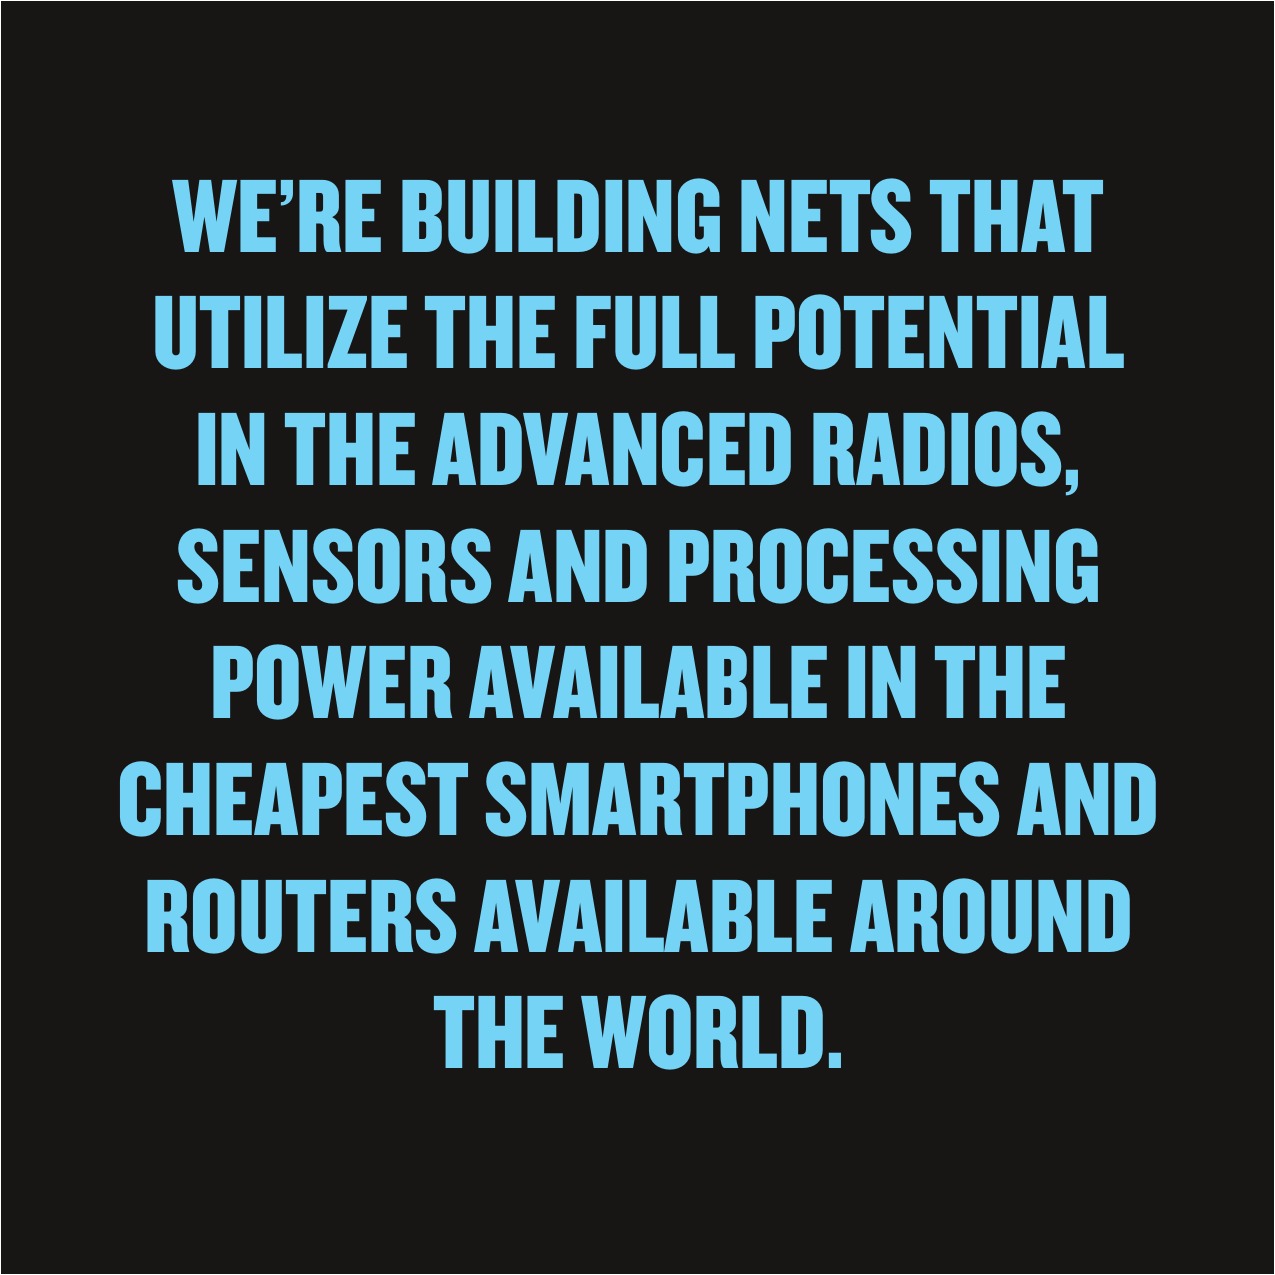 WE’RE BUILDING NETS THAT
UTILIZE THE FULL POTENTIAL
IN THE ADVANCED RADIOS,
SENSORS AND PROCESSING
POWER AVAILABLE IN THE
CHEAPEST SMARTPHONES AND
ROUTERS AVAILABLE AROUND
THE WORLD.